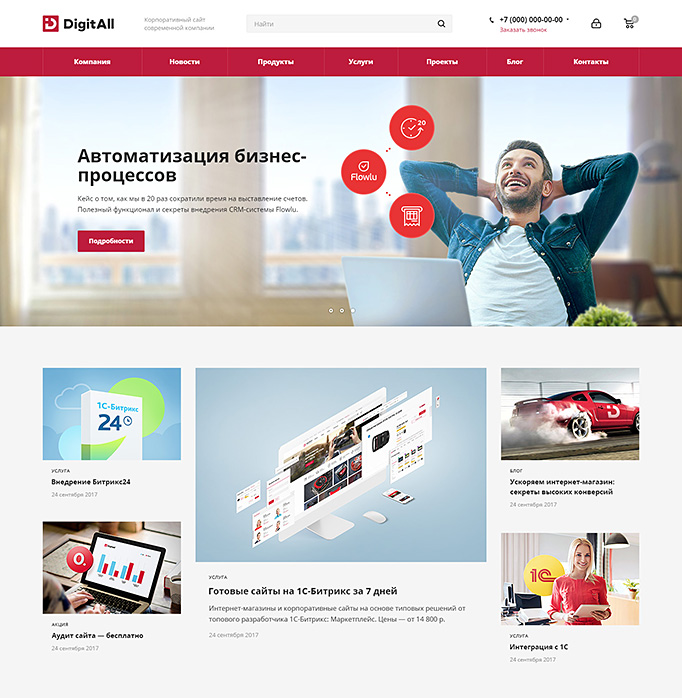 DigitAll
Корпоративный сайт
современной компании
Найти
+7 (000) 000-00-00
Заказать звонок
0
Компания
Новости
Продукты
Услуги
Проекты
Блог
Контакты
Автоматизация бизнес-
процессов
Кейс о том, как мы в 20 раз сократили время на выставление счетов.
Полезный функционал и секреты внедрения CRM-системы Flowlu.
Подробности
20
Flowlu
1С-Битрикс
24
УСЛУГА
Внедрение Битрикс24
24 сентября 2017
АКЦИЯ
Аудит сайта — бесплатно
24 сентября 2017
УСЛУГА
Готовые сайты на 1С-Битрикс за 7 дней
Интернет-магазины и корпоративные сайты на основе типовых решений от
топового разработчика 1С-Битрикс: Маркетплейс. Цены — от 14 800 р.
24 сентября 2017
БЛОГ
Ускоряем интернет-магазин:
секреты высоких конверсий
24 сентября 2017
1С
УСЛУГА
Интеграция с 1С
24 сентября 2017